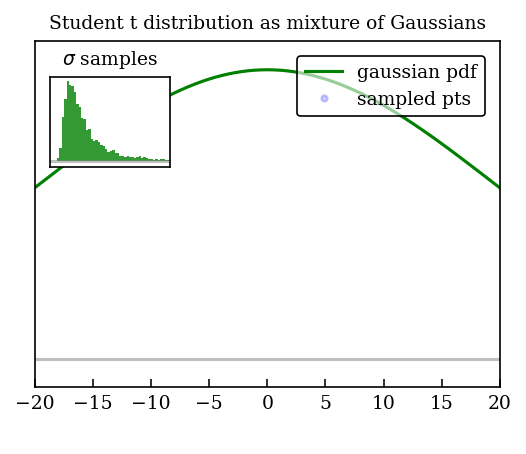 Student t distribution as mixture of Gaussians
σ samples
gaussian pdf
sampled pts
−20 −15 −10 −5 0 5 10 15 20